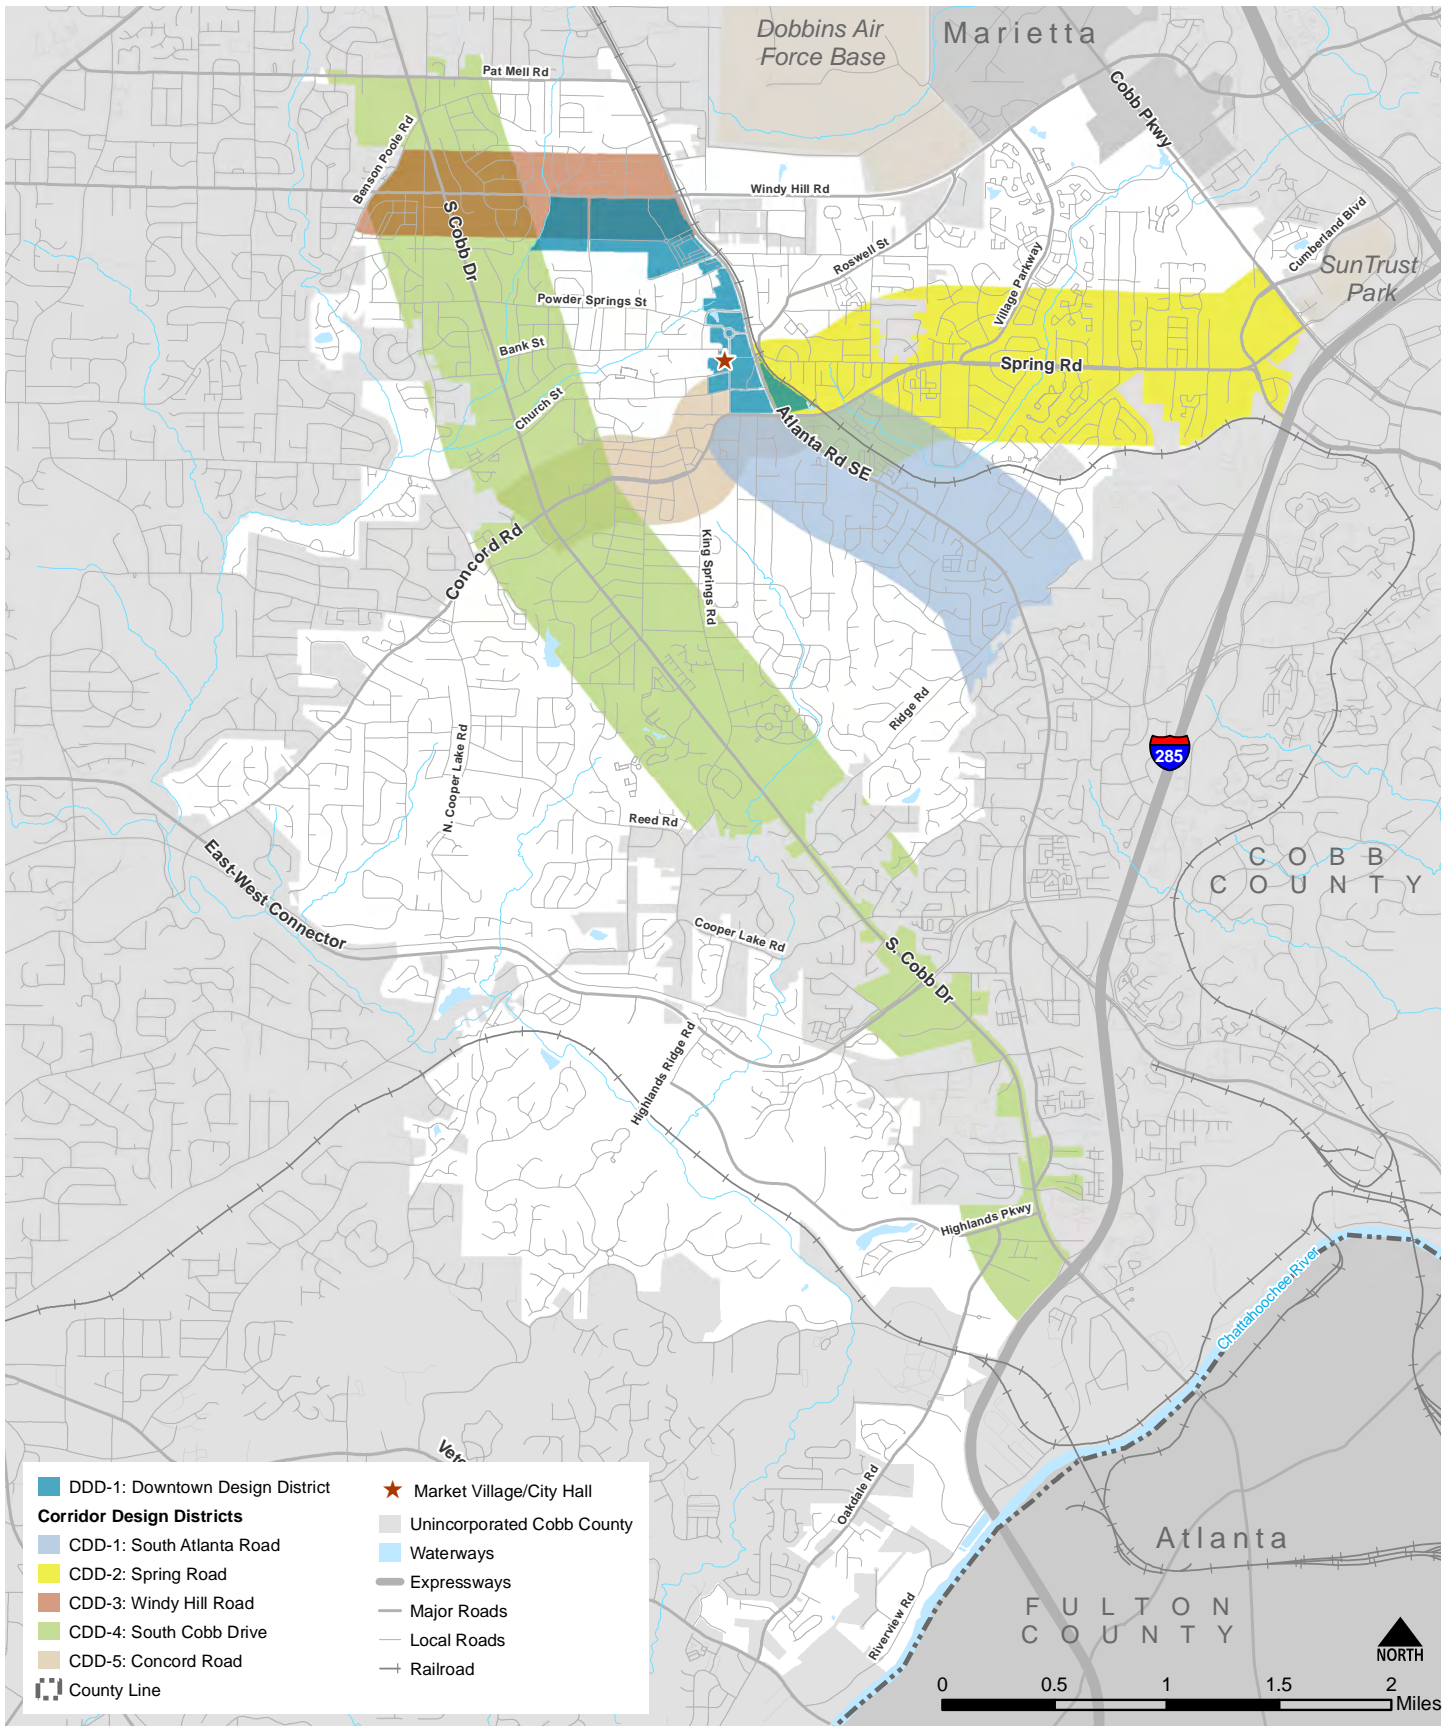 Dobbins Air
Force Base
Marietta
Pat Mell Rd
Cobb Pkwy
Benson Poole Rd
Windy Hill Rd
S Cobb Dr
Cumberland Blvd
Roswell St
SunTrust
Park
Village Parkway
Powder Springs St
Bank St
Spring Rd
Church St
Atlanta Rd SE
Concord Rd
King Springs Rd
Ridge Rd
N. Cooper Lake Rd
285
Reed Rd
COBB
COUNTY
East-West Connector
Cooper Lake Rd
S. Cobb Dr
Highlands Ridge Rd
Highlands Pkwy
Chattahoochee River
Vete
Oakdale Rd
Atlanta
Riverview Rd
FULTON
COUNTY
DDD-1: Downtown Design District
Corridor Design Districts
CDD-1: South Atlanta Road
CDD-2: Spring Road
CDD-3: Windy Hill Road
CDD-4: South Cobb Drive
CDD-5: Concord Road
County Line
Market Village/City Hall
Unincorporated Cobb County
Waterways
Expressways
Major Roads
Local Roads
Railroad
NORTH
0 0.5 1 1.5 2
Miles